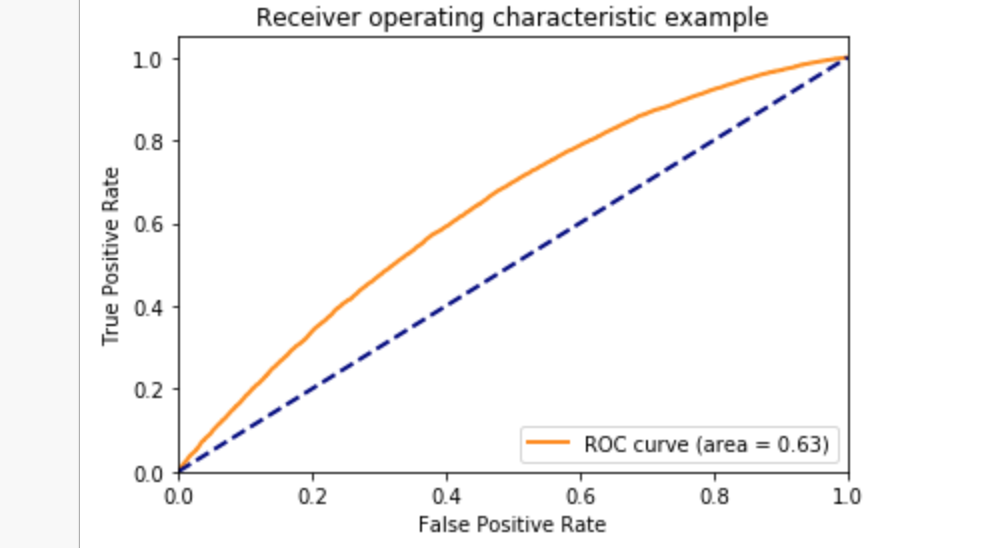 Receiver operating characteristic example
1.0
0.8
0.6
0.4
0.2
0.0
True Positive Rate
ROC curve (area = 0.63)
0.0 0.2 0.4 0.6 0.8 1.0
False Positive Rate